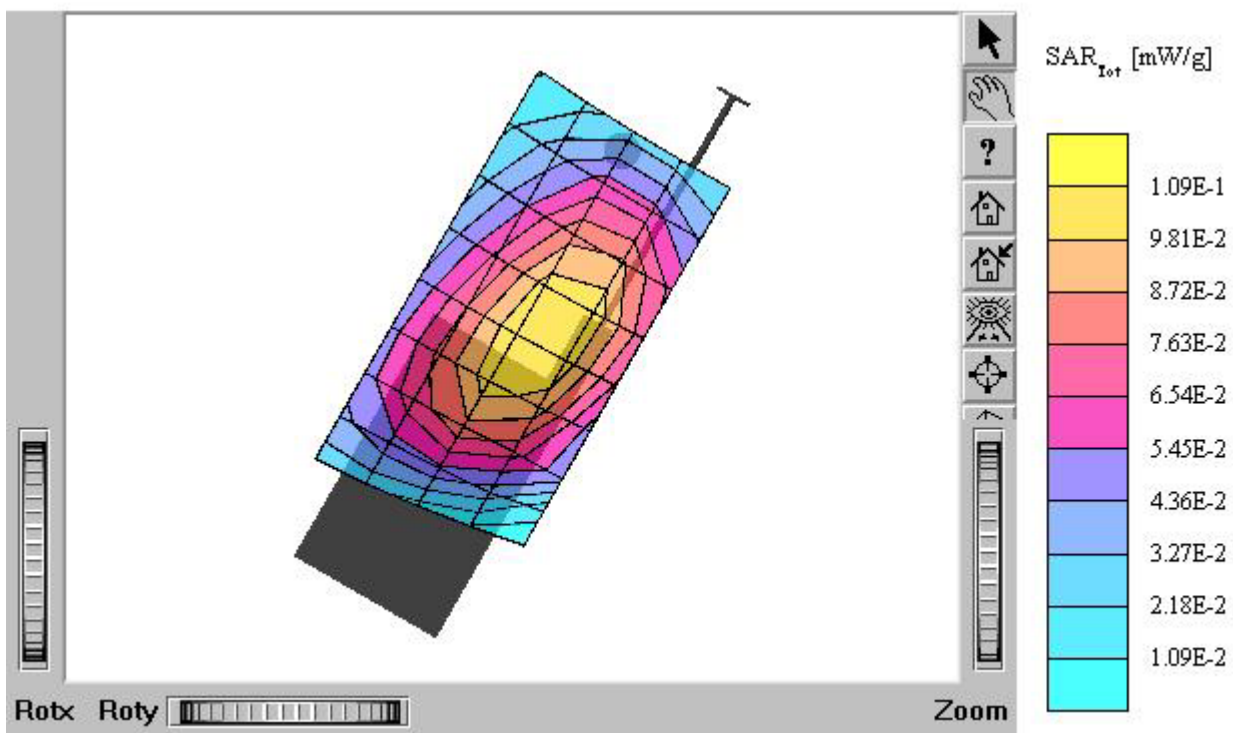 SARTot [mW/g]
?
1.09E-1
9.81E-2
8.72E-2
7.63E-2
6.54E-2
5.45E-2
4.36E-2
3.27E-2
2.18E-2
1.09E-2
Rotx Roty Zoom